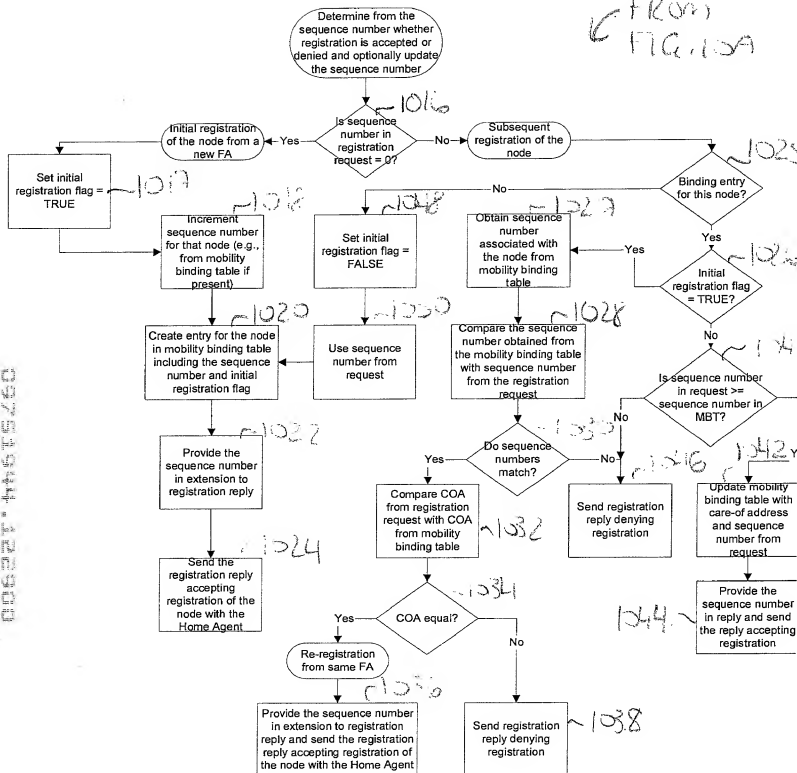 Determine from the
sequence number whether
registration is accepted or
denied and optionally update
the sequence number
FROM
FIG. 10A
1016
Is sequence
number in
registration
request = 0?
Yes
No
Initial registration
of the node from a
new FA
Subsequent
registration of the
node
Set initial
registration flag =
TRUE
1017
1018
Increment
sequence number
for that node (e.g.,
from mobility
binding table if
present)
1048
Set initial
registration flag =
FALSE
No
1027
Obtain sequence
number
associated with
the node from
mobility binding
table
Binding entry
for this node?
Yes
Yes
Initial
registration flag
= TRUE?
No
1020
Create entry for the node
in mobility binding table
including the sequence
number and initial
registration flag
Use sequence
number from
request
1028
Compare the sequence
number obtained from
the mobility binding table
with sequence number
from the registration
request
Is sequence number
in request >=
sequence number in
MBT?
No
1022
Provide the
sequence number
in extension to
registration reply
1030
Do sequence
numbers
match?
Yes
No
1046
Send registration
reply denying
registration
1042
Update mobility
binding table with
care-of address
and sequence
number from
request
Compare COA
from registration
request with COA
from mobility
binding table
1032
1024
Send the
registration reply
accepting
registration of the
node with the
Home Agent
1034
COA equal?
Yes
No
1044
Provide the
sequence number
in reply and send
the reply accepting
registration
Re-registration
from same FA
1036
Provide the sequence number
in extension to registration
reply and send the registration
reply accepting registration of
the node with the Home Agent
Send registration
reply denying
registration
1038